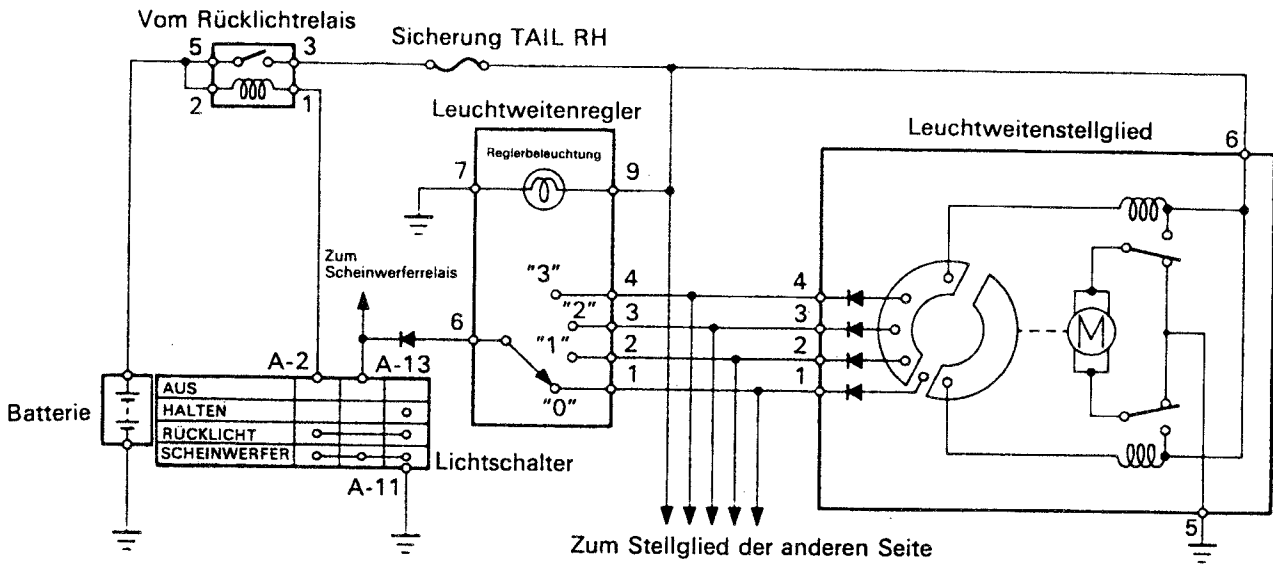 Vom Rücklichtrelais
5
3
2
1
Sicherung TAIL RH
Leuchtweitenregler
Reglerbeleuchtung
7
9
Leuchtweitenstellglied
6
Zum
Scheinwerferrelais
6
"3"
"2"
"1"
"0"
4
3
2
1
4
3
2
1
M
A-2
A-13
Batterie
AUS
HALTEN
RÜCKLICHT
SCHEINWERFER
Lichtschalter
A-11
5
Zum Stellglied der anderen Seite